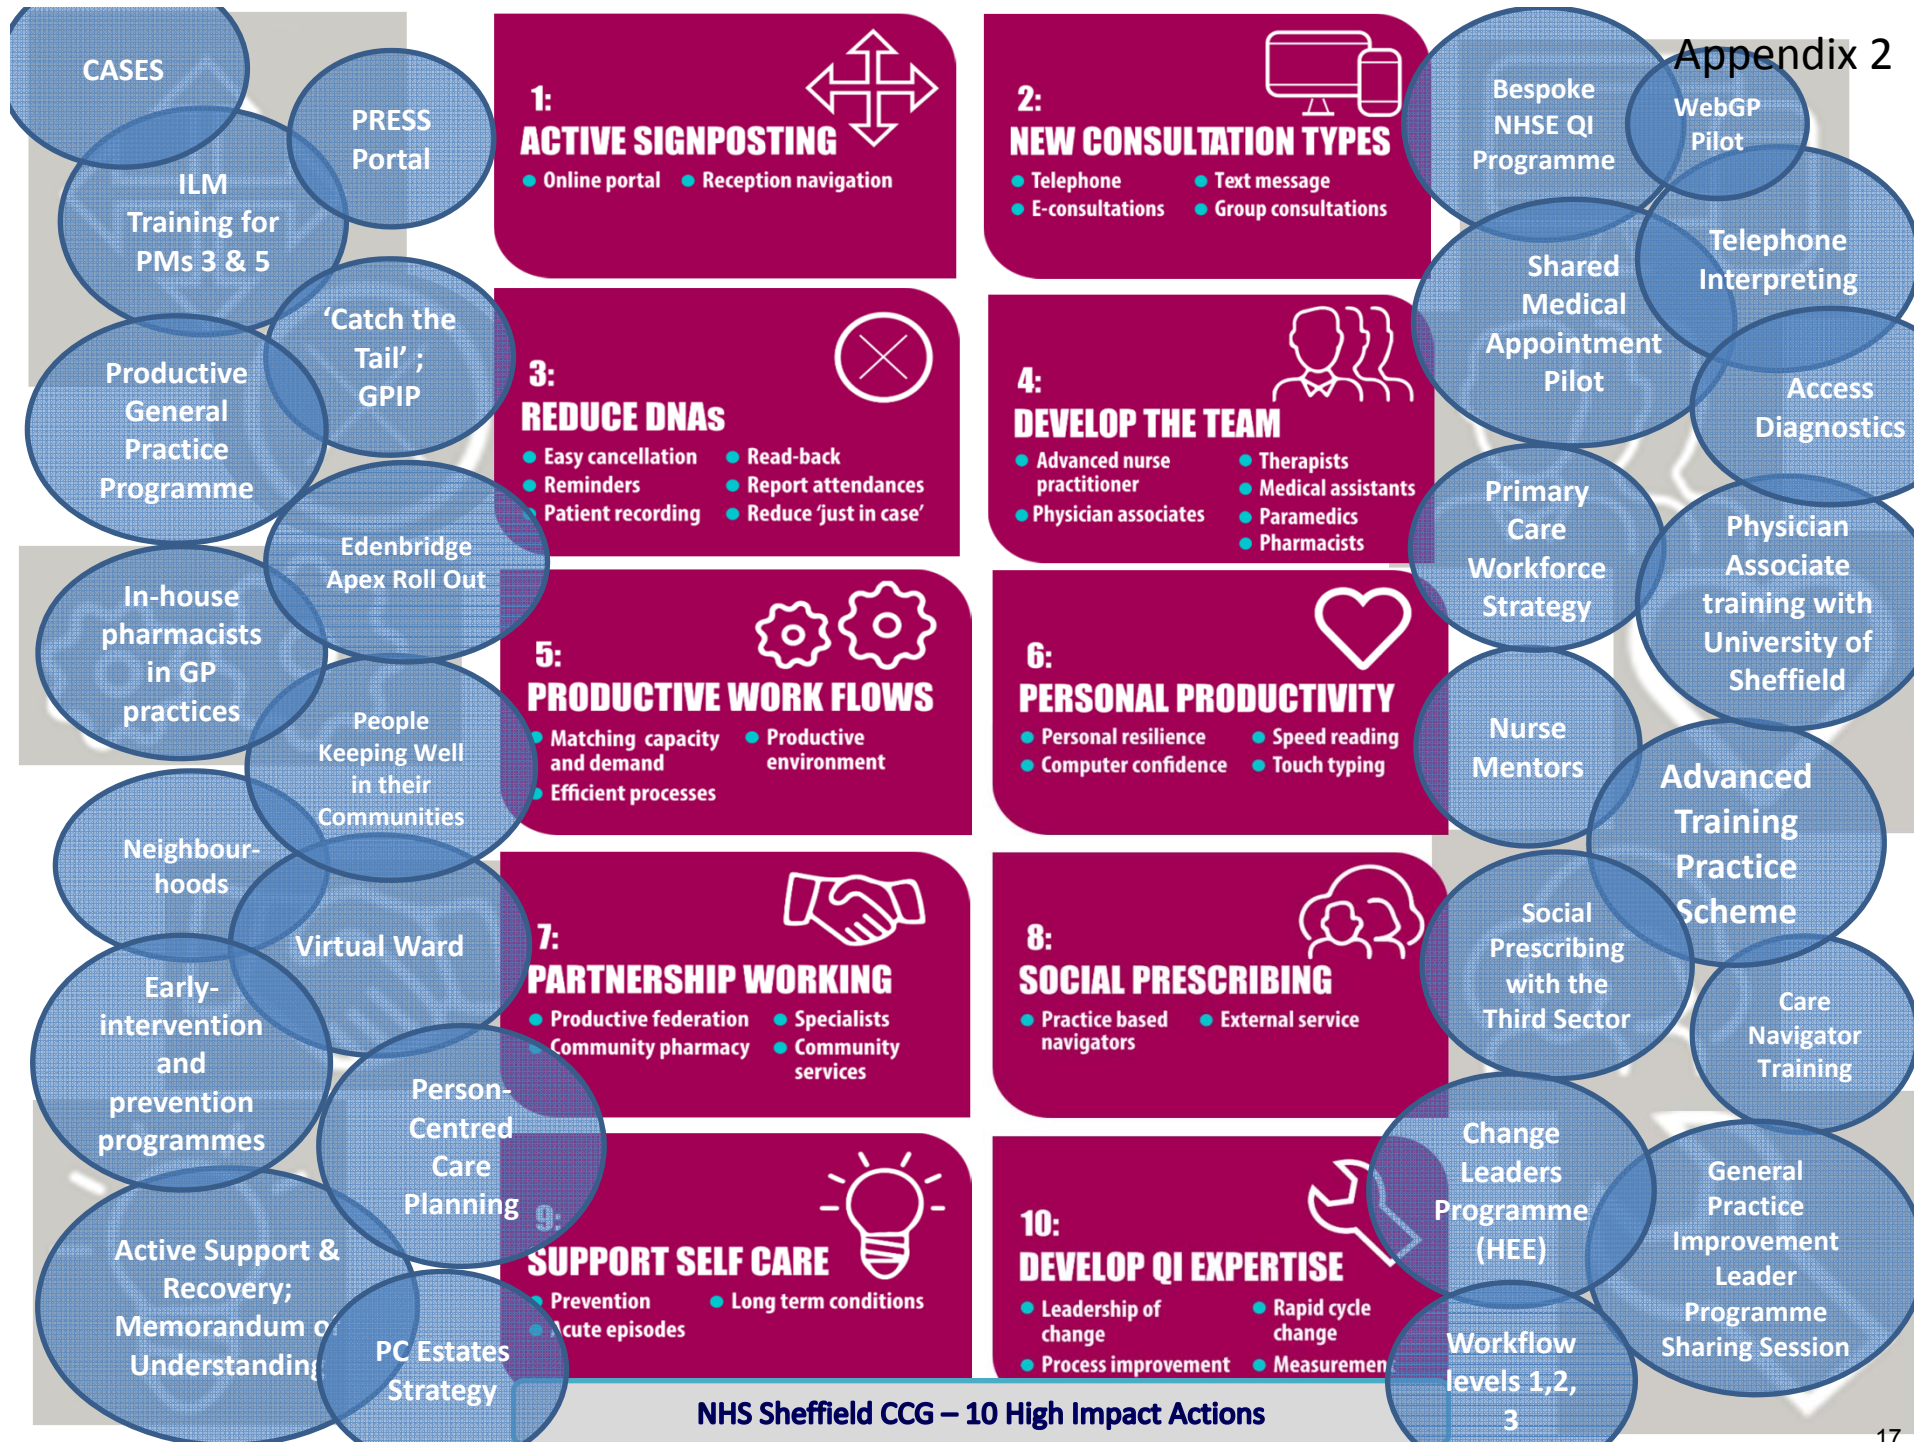 Appendix 2
CASES
PRESS
Portal
ILM
Training for
PMs 3 & 5
'Catch the
Tail' ;
GPIP
Productive
General
Practice
Programme
Edenbridge
Apex Roll Out
In-house
pharmacists
in GP
practices
People
Keeping Well
in their
Communities
Neighbour-
hoods
Virtual Ward
Early-
intervention
and
prevention
programmes
Person-
Centred
Care
Planning
Active Support &
Recovery;
Memorandum of
Understanding
PC Estates
Strategy
1:
ACTIVE SIGNPOSTING
Online portal
Reception navigation
2:
NEW CONSULTATION TYPES
Telephone
E-consultations
Text message
Group consultations
3:
REDUCE DNAs
Easy cancellation
Reminders
Patient recording
Read-back
Report attendances
Reduce 'just in case'
4:
DEVELOP THE TEAM
Advanced nurse
practitioner
Physician associates
Therapists
Medical assistants
Paramedics
Pharmacists
5:
PRODUCTIVE WORK FLOWS
Matching capacity
and demand
Efficient processes
Productive
environment
6:
PERSONAL PRODUCTIVITY
Personal resilience
Computer confidence
Speed reading
Touch typing
7:
PARTNERSHIP WORKING
Productive federation
Community pharmacy
Specialists
Community
services
8:
SOCIAL PRESCRIBING
Practice based
navigators
External service
9:
SUPPORT SELF CARE
Prevention
Acute episodes
Long term conditions
10:
DEVELOP QI EXPERTISE
Leadership of
change
Process improvement
Rapid cycle
change
Measurement
Bespoke
NHSE QI
Programme
WebGP
Pilot
Telephone
Interpreting
Shared
Medical
Appointment
Pilot
Access
Diagnostics
Primary
Care
Workforce
Strategy
Physician
Associate
training with
University of
Sheffield
Nurse
Mentors
Advanced
Training
Practice
Scheme
Social
Prescribing
with the
Third Sector
Care
Navigator
Training
Change
Leaders
Programme
(HEE)
General
Practice
Improvement
Leader
Programme
Sharing Session
Workflow
levels 1,2,
3
NHS Sheffield CCG – 10 High Impact Actions
17